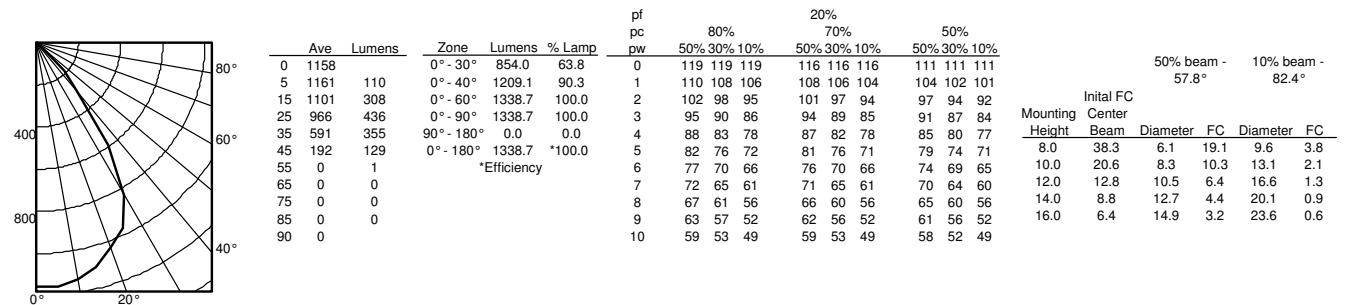 80°
60°
40°
20°
0°
400
800
Ave Lumens
0 1158
5 1161 110
15 1101 308
25 966 436
35 591 355
45 192 129
55 0 1
65 0 0
75 0 0
85 0 0
90 0
Zone Lumens % Lamp
0°- 30° 854.0 63.8
0°- 40° 1209.1 90.3
0°- 60° 1338.7 100.0
0°- 90° 1338.7 100.0
90°- 180° 0.0 0.0
0°- 180° 1338.7 *100.0
*Efficiency
pf 20%
pc 80% 70% 50%
pw 50% 30% 10% 50% 30% 10% 50% 30% 10%
0 119 119 119 116 116 116 111 111 111
1 110 108 106 108 106 104 104 102 101
2 102 98 95 101 97 94 97 94 92
3 95 90 86 94 89 85 91 87 84
4 88 83 78 87 82 78 85 80 77
5 82 76 72 81 76 71 79 74 71
6 77 70 66 76 70 66 74 69 65
7 72 65 61 71 65 61 70 64 60
8 67 61 56 66 60 56 65 60 56
9 63 57 52 62 56 52 61 56 52
10 59 53 49 59 53 49 58 52 49
50% beam - 10% beam -
57.8° 82.4°
Inital FC
Mounting Center
Height Beam Diameter FC Diameter FC
8.0 38.3 6.1 19.1 9.6 3.8
10.0 20.6 8.3 10.3 13.1 2.1
12.0 12.8 10.5 6.4 16.6 1.3
14.0 8.8 12.7 4.4 20.1 0.9
16.0 6.4 14.9 3.2 23.6 0.6